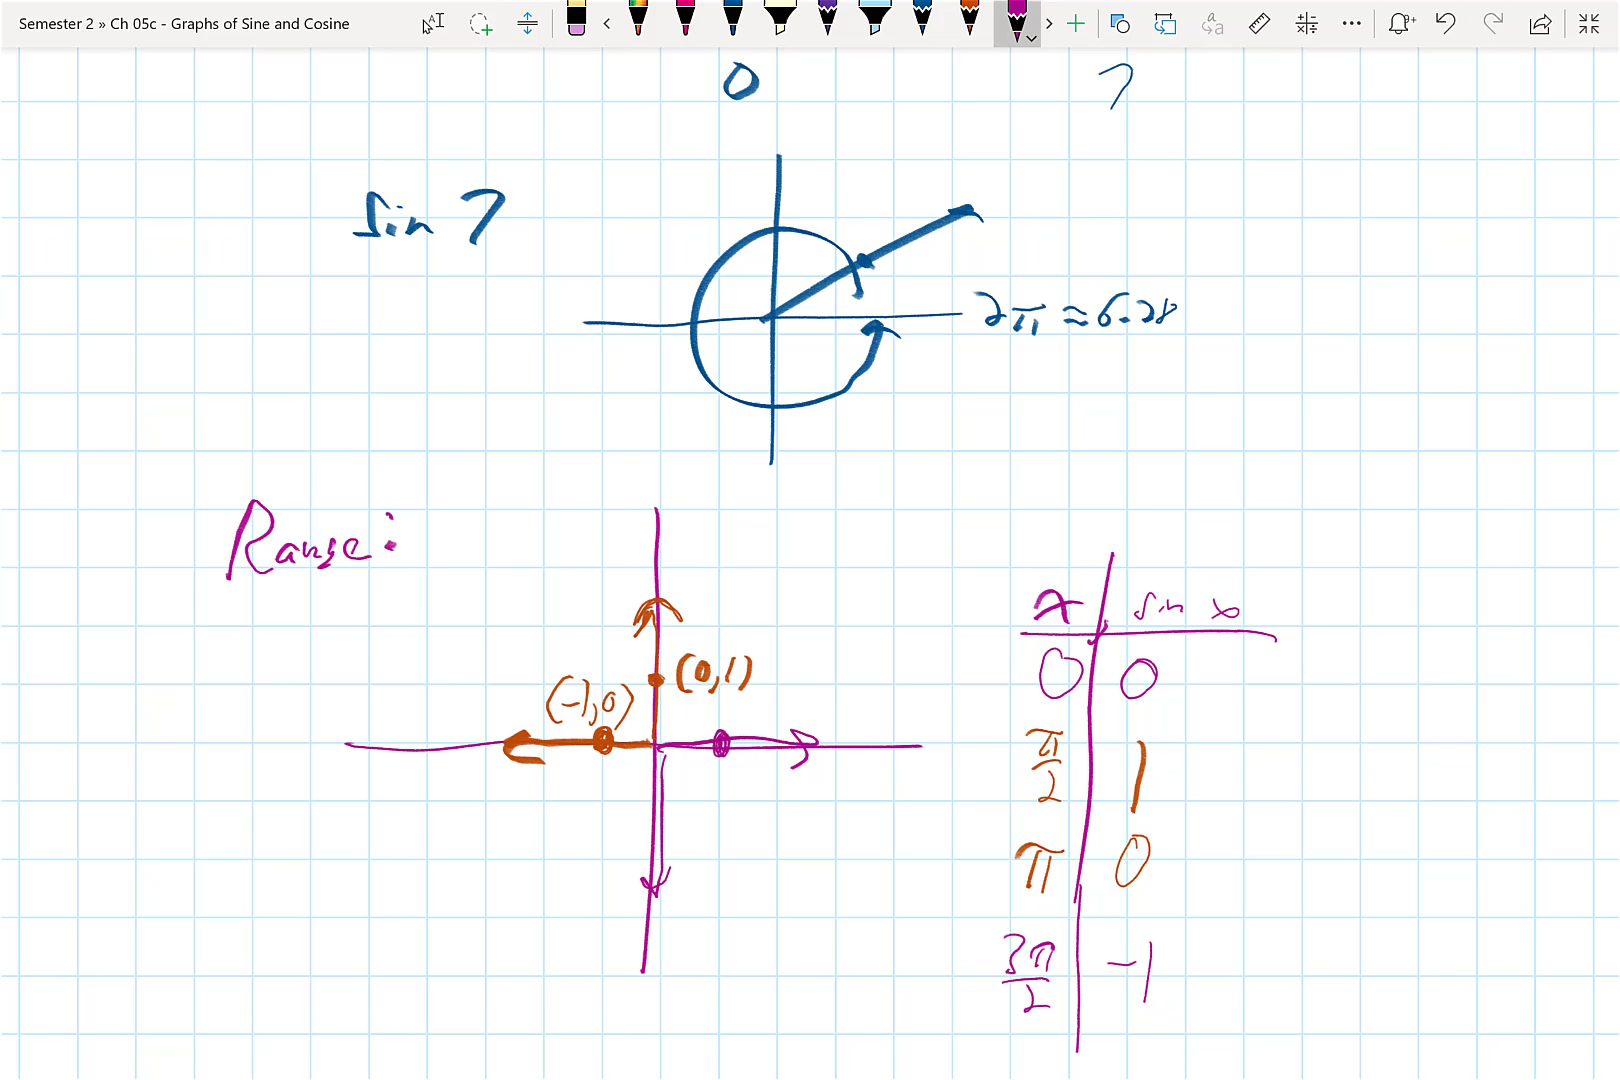 Semester 2 » Ch 05c - Graphs of Sine and Cosine
0 7
sin 7
2π ≈ 6.28
Range:
x sin x
0 0
(0,1)
(-1,0)
π/2 1
π 0
3π/2 -1